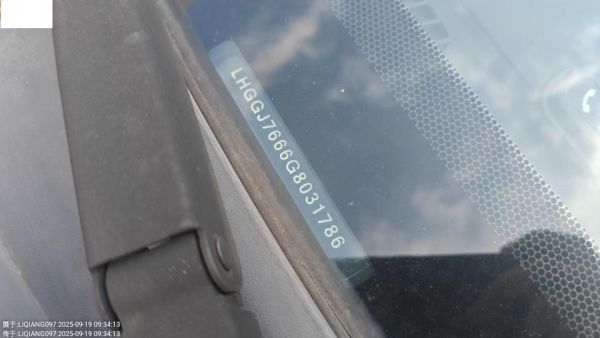 LHGGJ7666G8031786
摄于:LIQIANG097 2025-09-19 09:34:13
传于:LIQIANG097 2025-09-19 09:34:13